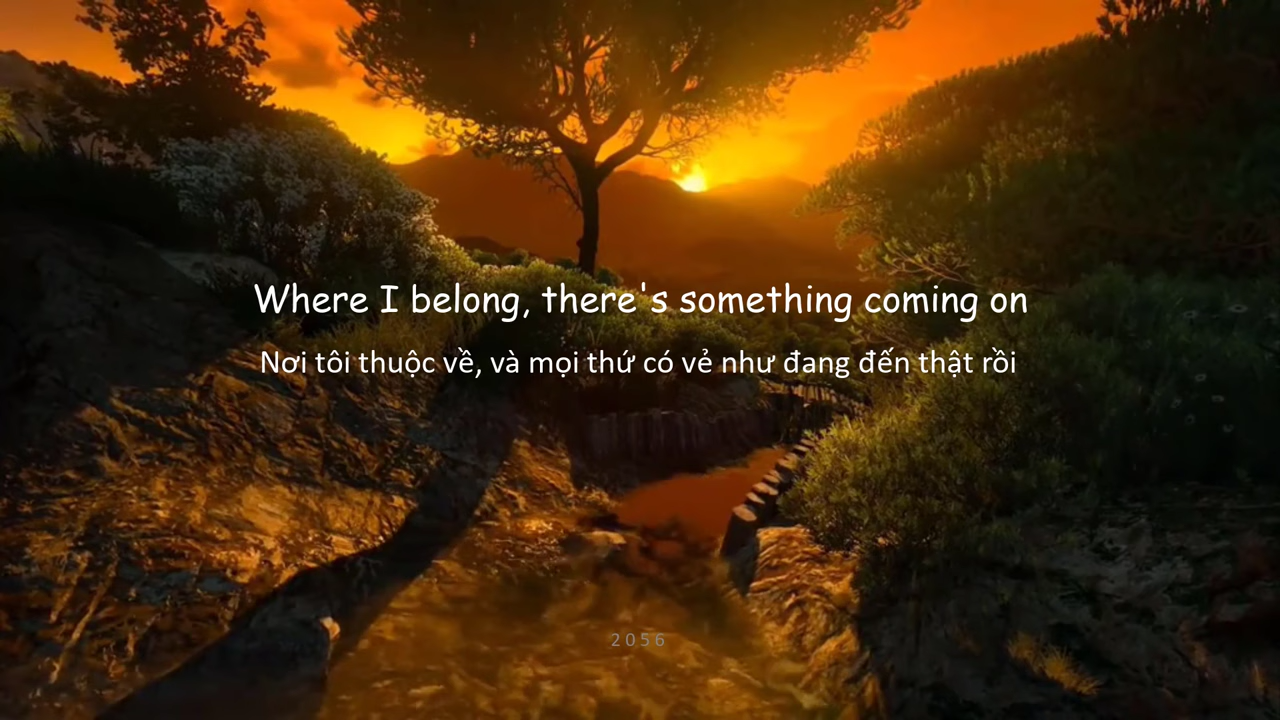 Where I belong, there's something coming on
Nơi tôi thuộc về, và mọi thứ có vẻ như đang đến thật rồi
2056